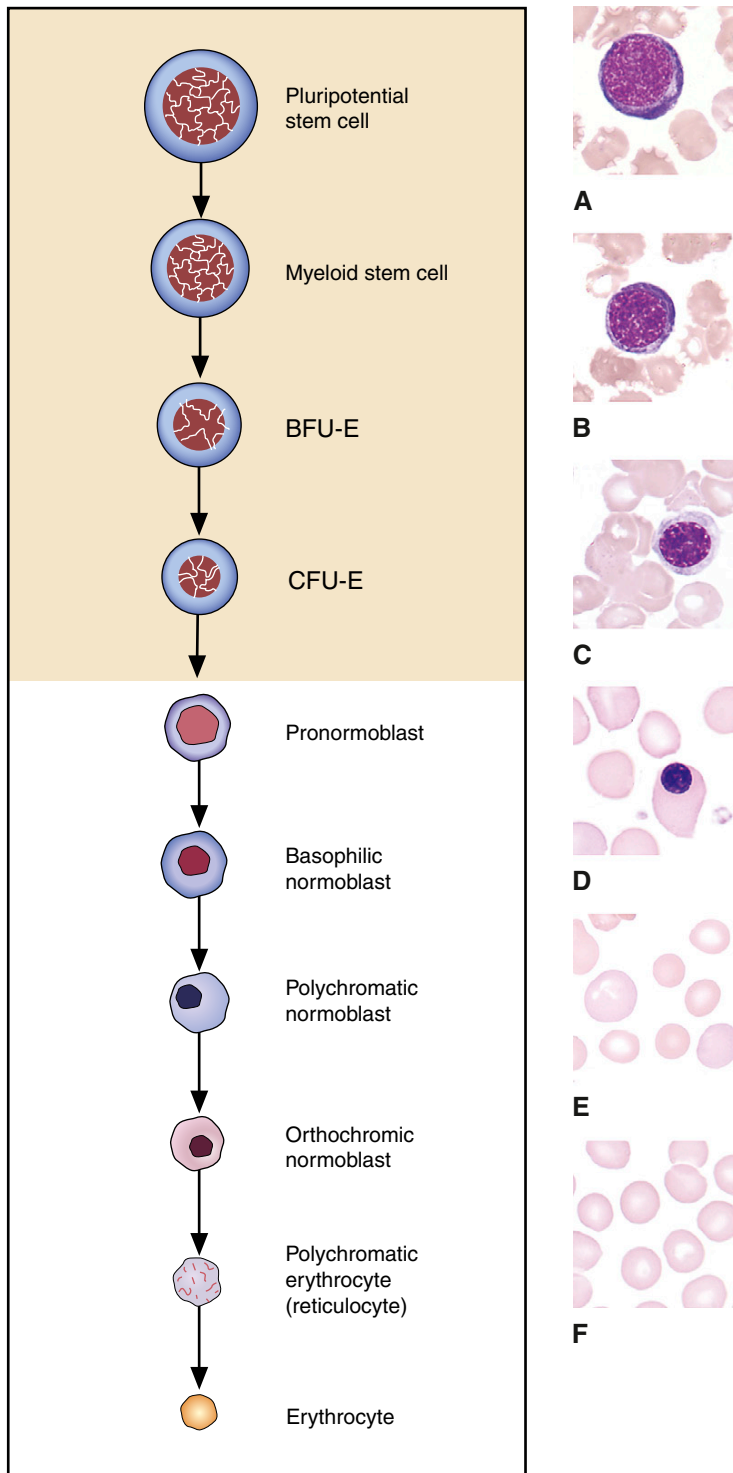 Pluripotential
stem cell
Myeloid stem cell
BFU-E
CFU-E
Pronormoblast
Basophilic
normoblast
Polychromatic
normoblast
Orthochromic
normoblast
Polychromatic
erythrocyte
(reticulocyte)
Erythrocyte
A
B
C
D
E
F